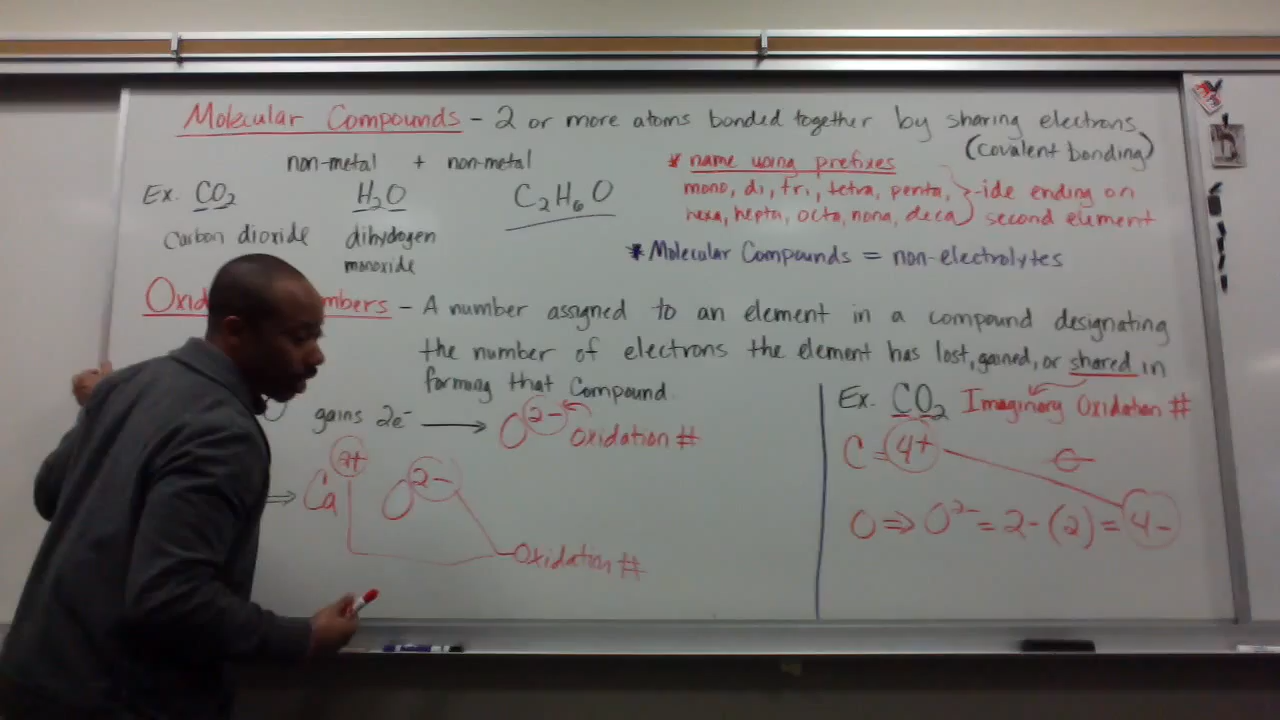 Molecular Compounds - 2 or more atoms bonded together by sharing electrons
(covalent bonding)
non-metal + non-metal
Ex. CO₂ H₂O C₂H₆O
Carbon dioxide dihydogen
monoxide
* name using prefixes
mono, di, tri, tetra, penta, } -ide ending on
hexa, hepta, octa, nona, deca second element
* Molecular Compounds = non-electrolytes
Oxid mbers - A number assigned to an element in a compound designating
the number of electrons the element has lost, gained, or shared in
forming that Compound.
gains 2e⁻ → O²⁻ Oxidation #
⇒ Ca²⁺ O²⁻
Oxidation #
Ex. CO₂ Imaginary Oxidation #
C = 4+
O ⇒ O²⁻ = 2-(2) = 4-